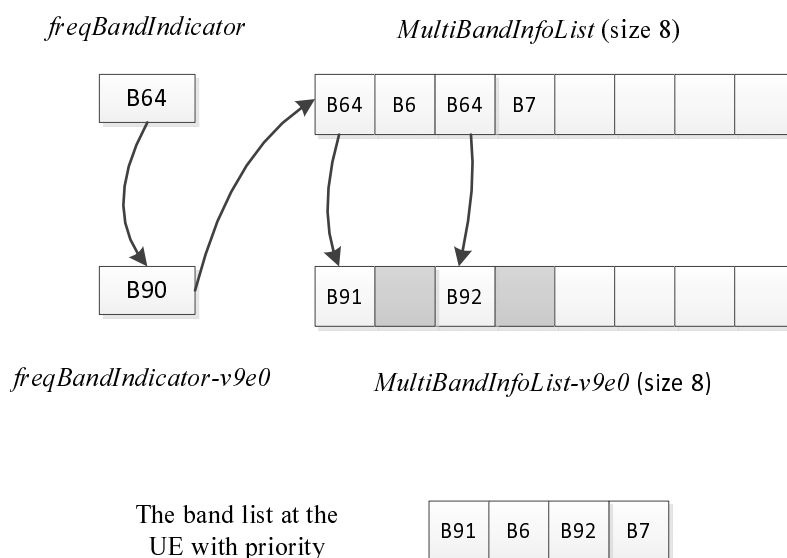 freqBandIndicator
MultiBandInfoList (size 8)
B64
B64 B6 B64 B7
B90
B91 B92
freqBandIndicator-v9e0
MultiBandInfoList-v9e0 (size 8)
The band list at the
UE with priority
B91 B6 B92 B7